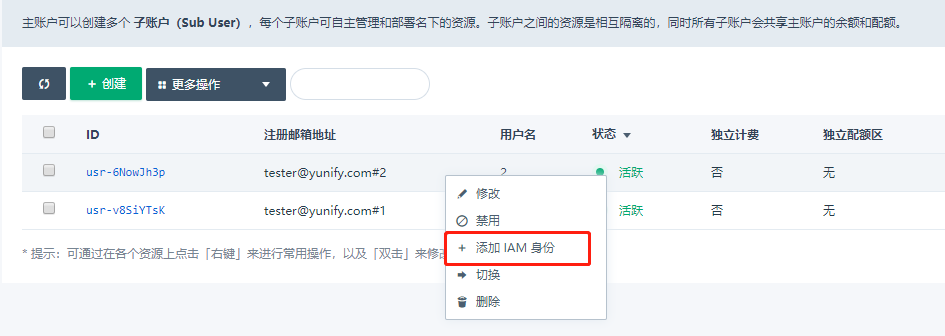 主账户可以创建多个 子账户（Sub User），每个子账户可自主管理和部署名下的资源。子账户之间的资源是相互隔离的，同时所有子账户会共享主账户的余额和配额。
+ 创建 更多操作
ID 注册邮箱地址 用户名 状态 独立计费 独立配额区
usr-6NowJh3p tester@yunify.com#2 2 活跃 否 无
usr-v8SiYTsK tester@yunify.com#1 活跃 否 无
* 提示：可通过在各个资源上点击「右键」来进行常用操作，以及「双击」来修改
修改
禁用
+ 添加 IAM 身份
切换
删除